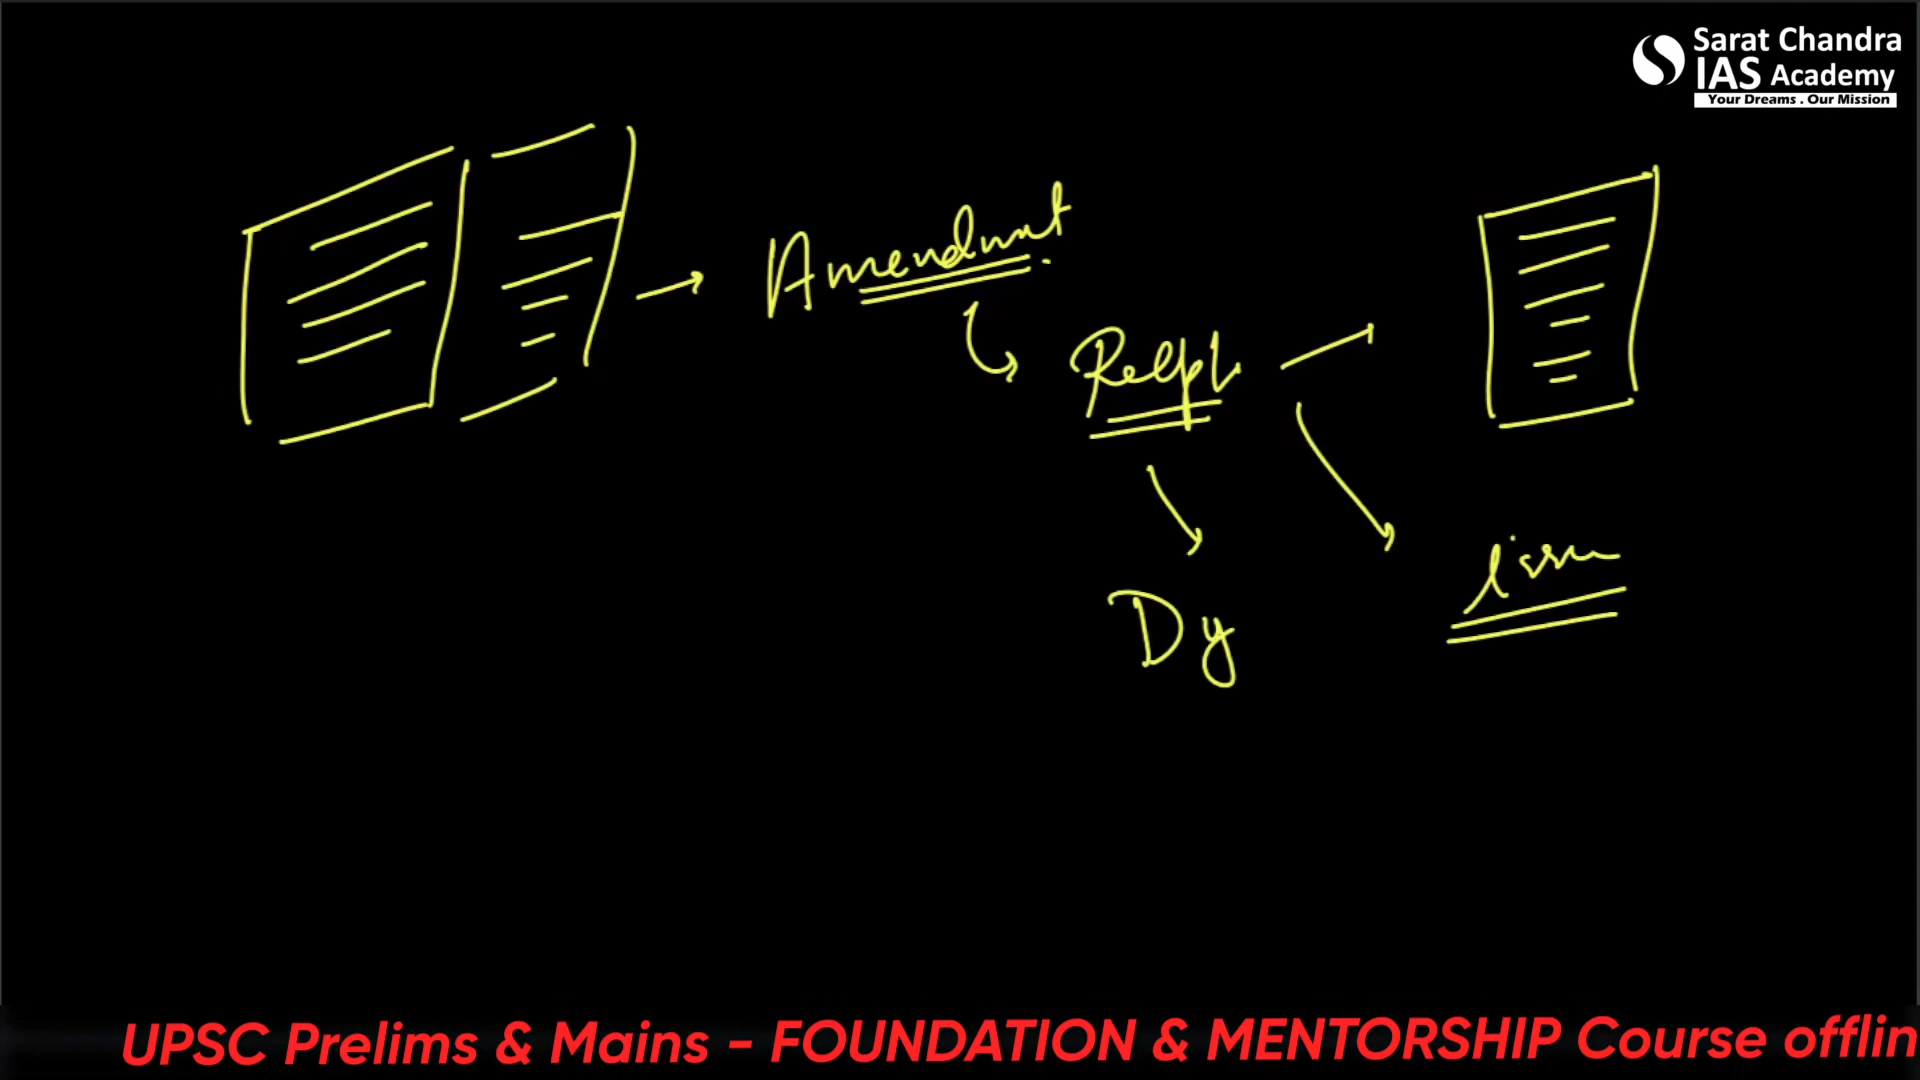 Sarat Chandra
IAS Academy
Your Dreams . Our Mission
Amendment
Dy
UPSC Prelims & Mains - FOUNDATION & MENTORSHIP Course offlin